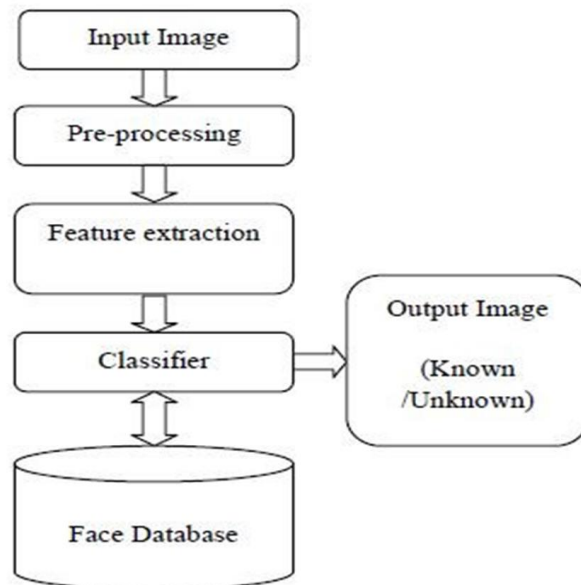 Input Image
Pre-processing
Feature extraction
Classifier
Output Image
(Known
/Unknown)
Face Database